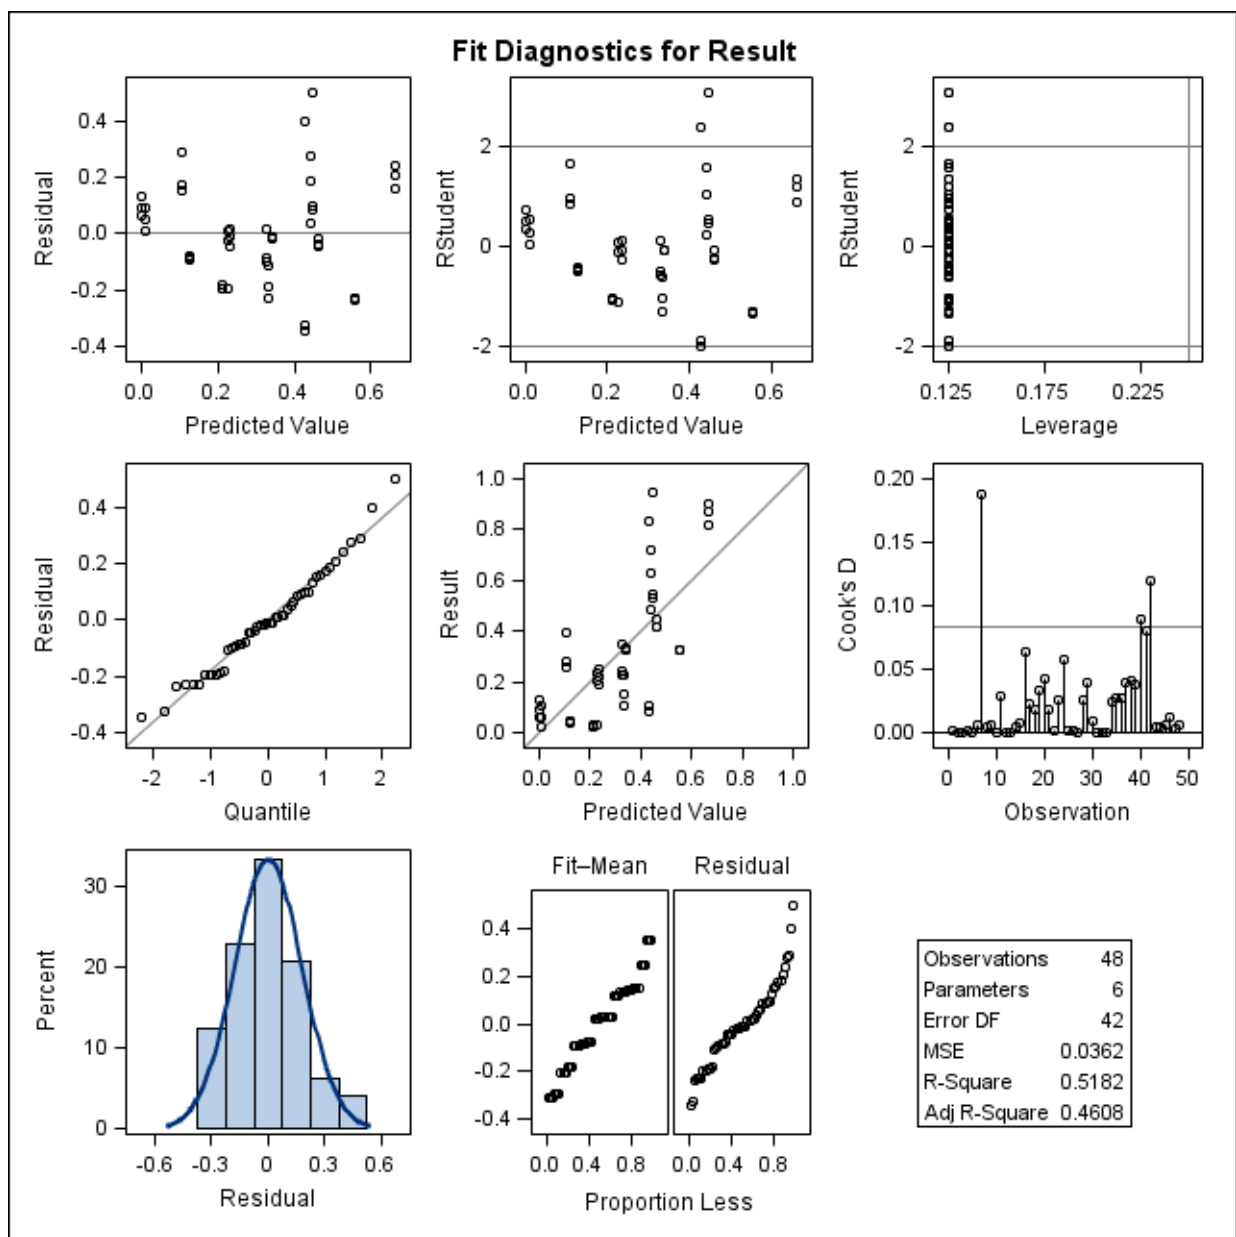 Fit Diagnostics for Result
Residual
0.4
0.2
0.0
-0.2
-0.4
0.0 0.2 0.4 0.6
Predicted Value
RStudent
2
0
-2
0.0 0.2 0.4 0.6
Predicted Value
RStudent
2
0
-2
0.125 0.175 0.225
Leverage
Residual
0.4
0.2
0.0
-0.2
-0.4
-2 -1 0 1 2
Quantile
Result
1.0
0.8
0.6
0.4
0.2
0.0
0.0 0.2 0.4 0.6 0.8 1.0
Predicted Value
Cook's D
0.20
0.15
0.10
0.05
0.00
0 10 20 30 40 50
Observation
Percent
30
20
10
0
-0.6 -0.3 0 0.3 0.6
Residual
Fit–Mean Residual
0.4
0.2
0.0
-0.2
-0.4
0.0 0.4 0.8 0.0 0.4 0.8
Proportion Less
Observations 48
Parameters 6
Error DF 42
MSE 0.0362
R-Square 0.5182
Adj R-Square 0.4608